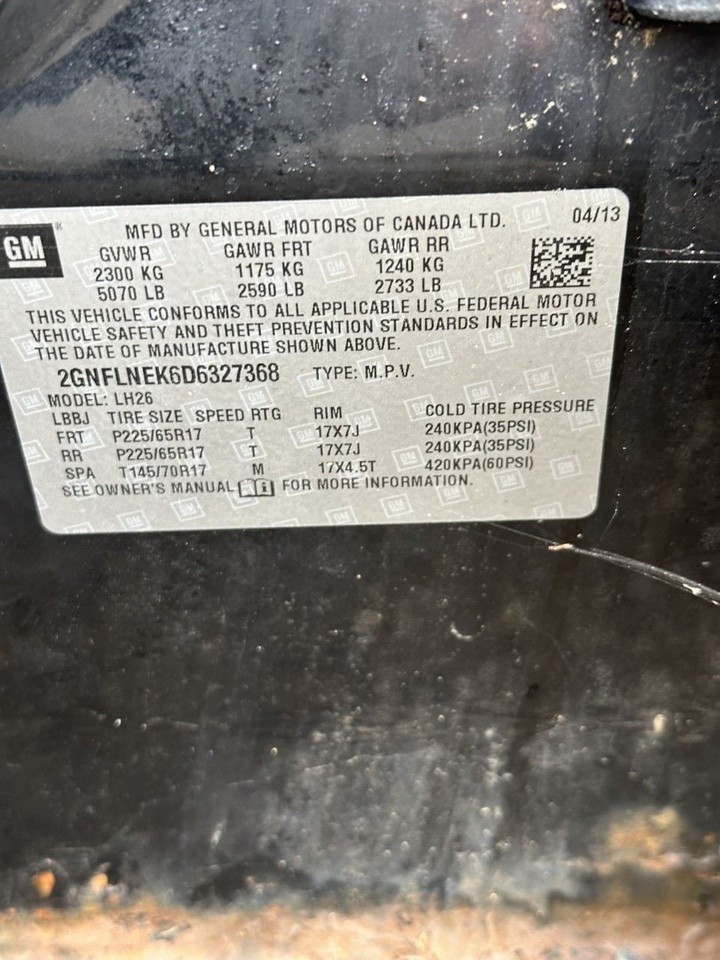 GM
MFD BY GENERAL MOTORS OF CANADA LTD. 04/13
GVWR GAWR FRT GAWR RR
2300 KG 1175 KG 1240 KG
5070 LB 2590 LB 2733 LB
THIS VEHICLE CONFORMS TO ALL APPLICABLE U.S. FEDERAL MOTOR
VEHICLE SAFETY AND THEFT PREVENTION STANDARDS IN EFFECT ON
THE DATE OF MANUFACTURE SHOWN ABOVE.
2GNFLNEK6D6327368 TYPE: M.P.V.
MODEL: LH26
LBBJ TIRE SIZE SPEED RTG RIM COLD TIRE PRESSURE
FRT P225/65R17 T 17X7J 240KPA(35PSI)
RR P225/65R17 T 17X7J 240KPA(35PSI)
SPA T145/70R17 M 17X4.5T 420KPA(60PSI)
SEE OWNER'S MANUAL FOR MORE INFORMATION.